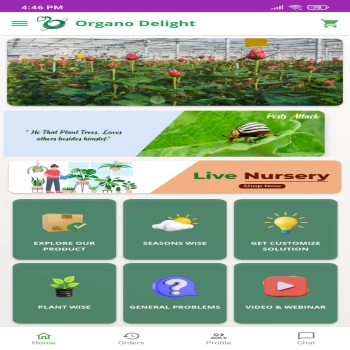 4:46 PM
Organo Delight
Pests Attack
" He That Plant Trees, Loves
others besides himslef."
Live Nursery
Shop Now
EXPLORE OUR
PRODUCT
SEASONS WISE
GET CUSTOMIZE
SOLUTION
PLANT WISE
GENERAL PROBLEMS
VIDEO & WEBINAR
Home
Orders
Profile
Chat